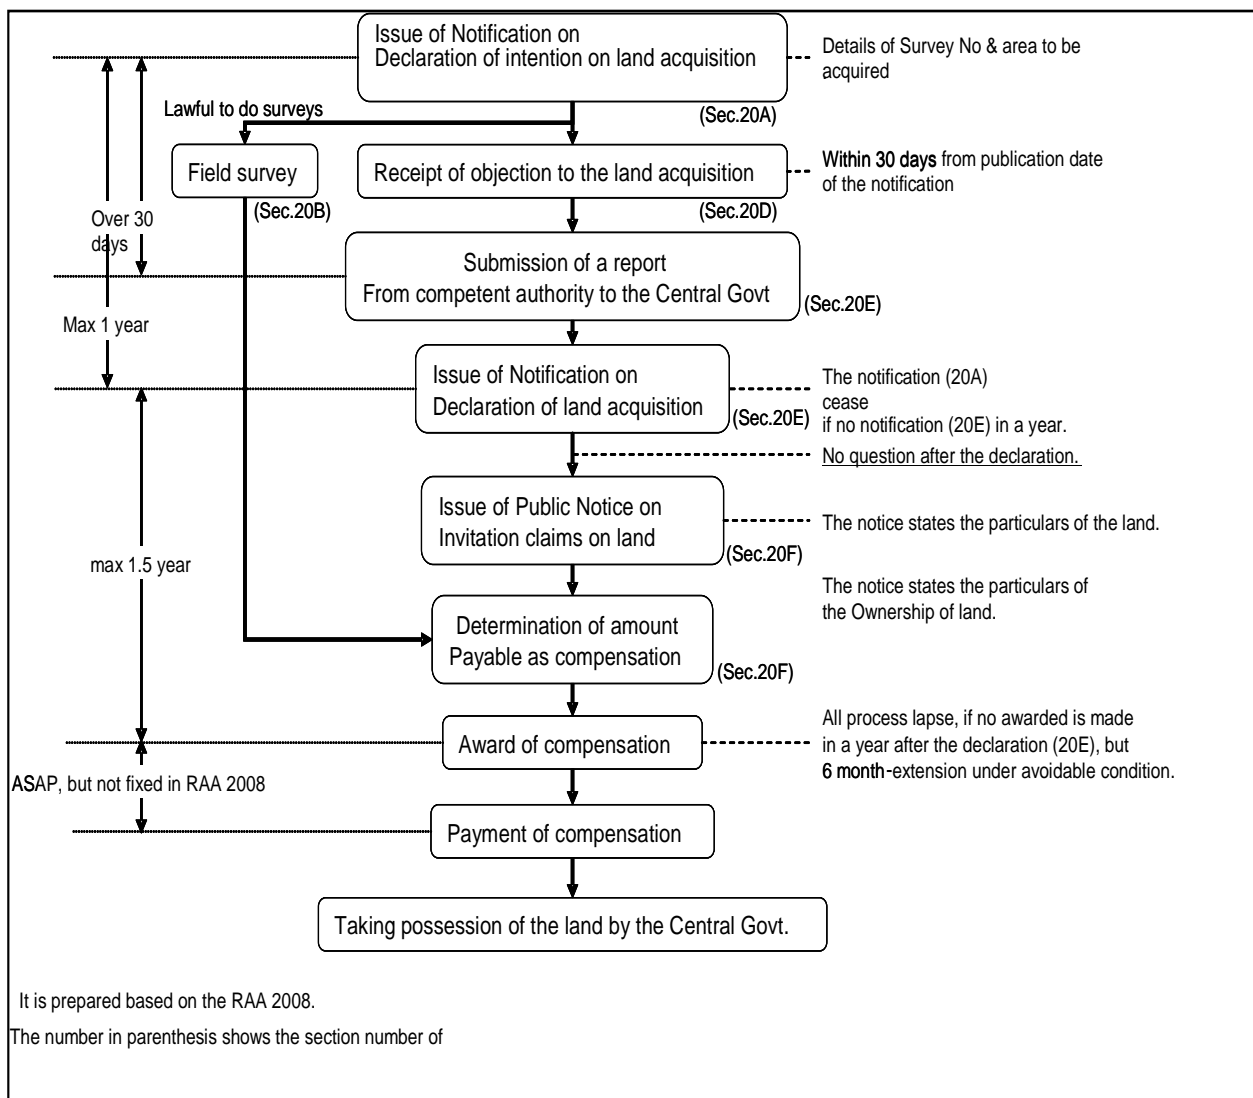 Issue of Notification on
Declaration of intention on land acquisition
Details of Survey No & area to be
acquired
(Sec.20A)
Lawful to do surveys
Field survey
(Sec.20B)
Receipt of objection to the land acquisition
(Sec.20D)
Within 30 days from publication date
of the notification
Over 30
days
Submission of a report
From competent authority to the Central Govt
(Sec.20E)
Max 1 year
Issue of Notification on
Declaration of land acquisition
(Sec.20E)
The notification (20A)
cease
if no notification (20E) in a year.
No question after the declaration.
Issue of Public Notice on
Invitation claims on land
(Sec.20F)
The notice states the particulars of the land.
max 1.5 year
The notice states the particulars of
the Ownership of land.
Determination of amount
Payable as compensation
(Sec.20F)
Award of compensation
All process lapse, if no awarded is made
in a year after the declaration (20E), but
6 month-extension under avoidable condition.
ASAP, but not fixed in RAA 2008
Payment of compensation
Taking possession of the land by the Central Govt.
It is prepared based on the RAA 2008.
The number in parenthesis shows the section number of